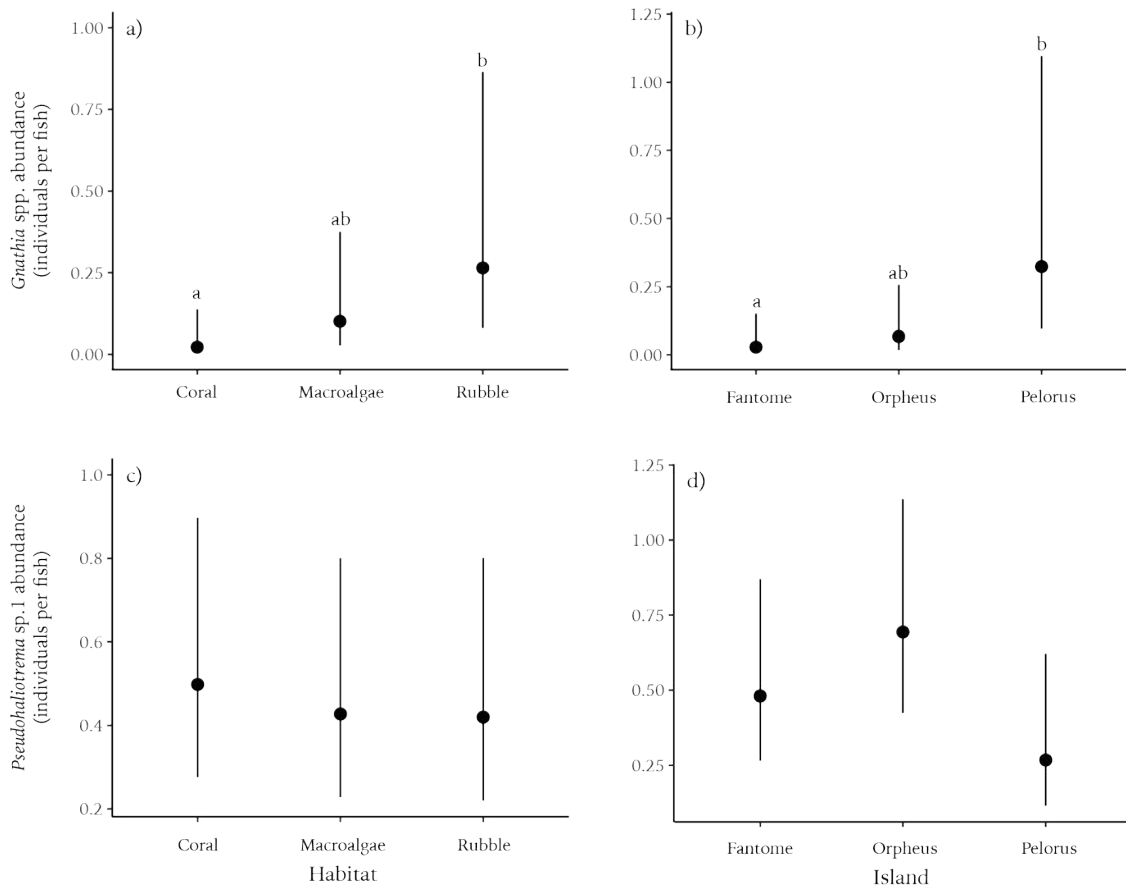 a)
Gnathia spp. abundance
(individuals per fish)
1.00
0.75
0.50
0.25
0.00
a
ab
b
Coral Macroalgae Rubble
b)
1.25
1.00
0.75
0.50
0.25
0.00
a
ab
b
Fantome Orpheus Pelorus
c)
Pseudohaliotrema sp.1 abundance
(individuals per fish)
1.0
0.8
0.6
0.4
0.2
Coral Macroalgae Rubble
Habitat
d)
1.25
1.00
0.75
0.50
0.25
Fantome Orpheus Pelorus
Island